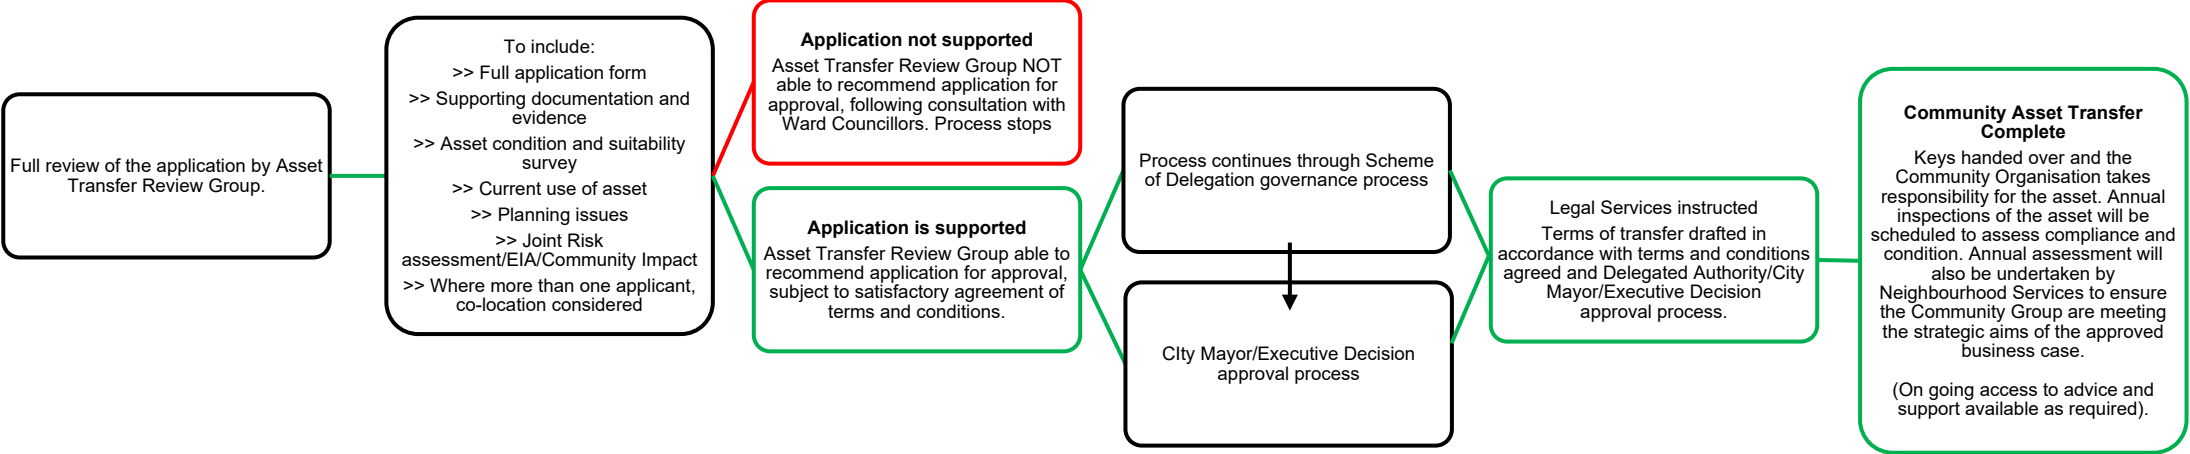 Full review of the application by Asset
Transfer Review Group.
To include:
>> Full application form
>> Supporting documentation and
evidence
>> Asset condition and suitability
survey
>> Current use of asset
>> Planning issues
>> Joint Risk
assessment/EIA/Community Impact
>> Where more than one applicant,
co-location considered
Application not supported
Asset Transfer Review Group NOT
able to recommend application for
approval, following consultation with
Ward Councillors. Process stops
Application is supported
Asset Transfer Review Group able to
recommend application for approval,
subject to satisfactory agreement of
terms and conditions.
Process continues through Scheme
of Delegation governance process
CIty Mayor/Executive Decision
approval process
Legal Services instructed
Terms of transfer drafted in
accordance with terms and conditions
agreed and Delegated Authority/City
Mayor/Executive Decision
approval process.
Community Asset Transfer
Complete
Keys handed over and the
Community Organisation takes
responsibility for the asset. Annual
inspections of the asset will be
scheduled to assess compliance and
condition. Annual assessment will
also be undertaken by
Neighbourhood Services to ensure
the Community Group are meeting
the strategic aims of the approved
business case.
(On going access to advice and
support available as required).